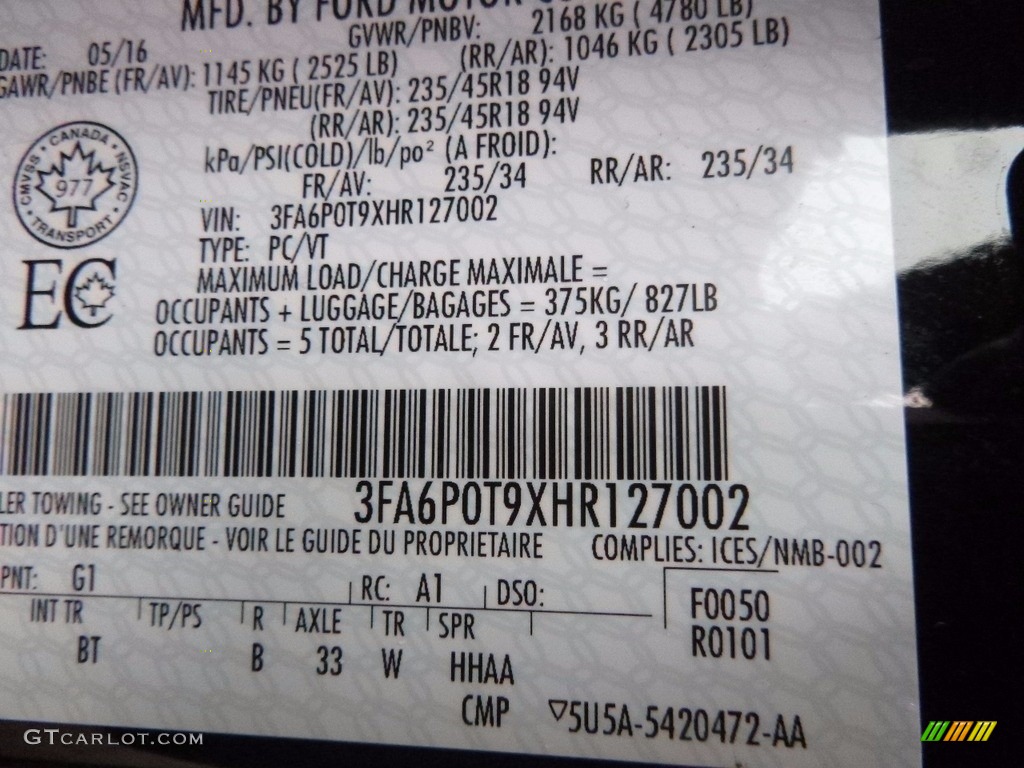 MFD. BY FORD MOTOR CO
DATE: 05/16 GVWR/PNBV: 2168 KG ( 4780 LB)
GAWR/PNBE (FR/AV): 1145 KG ( 2525 LB) (RR/AR): 1046 KG ( 2305 LB)
TIRE/PNEU(FR/AV): 235/45R18 94V
(RR/AR): 235/45R18 94V
kPa/PSI(COLD)/lb/po² (A FROID):
FR/AV: 235/34 RR/AR: 235/34
CANADA
CMVSS NSVAC
977
TRANSPORT
VIN: 3FA6P0T9XHR127002
TYPE: PC/VT
EC
MAXIMUM LOAD/CHARGE MAXIMALE =
OCCUPANTS + LUGGAGE/BAGAGES = 375KG/ 827LB
OCCUPANTS = 5 TOTAL/TOTALE; 2 FR/AV, 3 RR/AR
LER TOWING - SEE OWNER GUIDE 3FA6P0T9XHR127002
TION D'UNE REMORQUE - VOIR LE GUIDE DU PROPRIETAIRE COMPLIES: ICES/NMB-002
PNT: G1 RC: A1 DSO: F0050
INT TR TP/PS R AXLE TR SPR R0101
BT B 33 W HHAA
CMP ▽5U5A-5420472-AA
GTcarlot.com